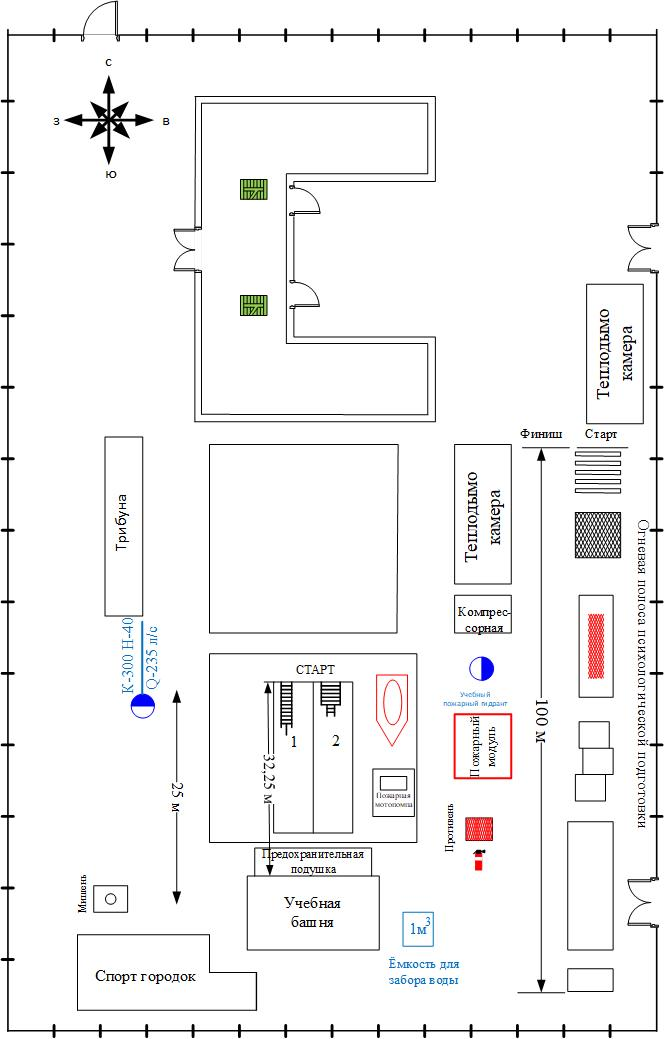 с
з
в
ю
Теплодымо
камера
Финиш
Старт
Трибуна
Теплодымо
камера
Огневая полоса психологической подготовки
Компрес-
сорная
К-300 Н-40
Q-235 л/с
СТАРТ
Учебный
пожарный гидрант
1
2
Пожарный
модуль
100 м
32,25 м
25 м
Пожарная
мотопомпа
Противень
Предохранительная
подушка
Мишень
Учебная
башня
1м3
Ёмкость для
забора воды
Спорт городок